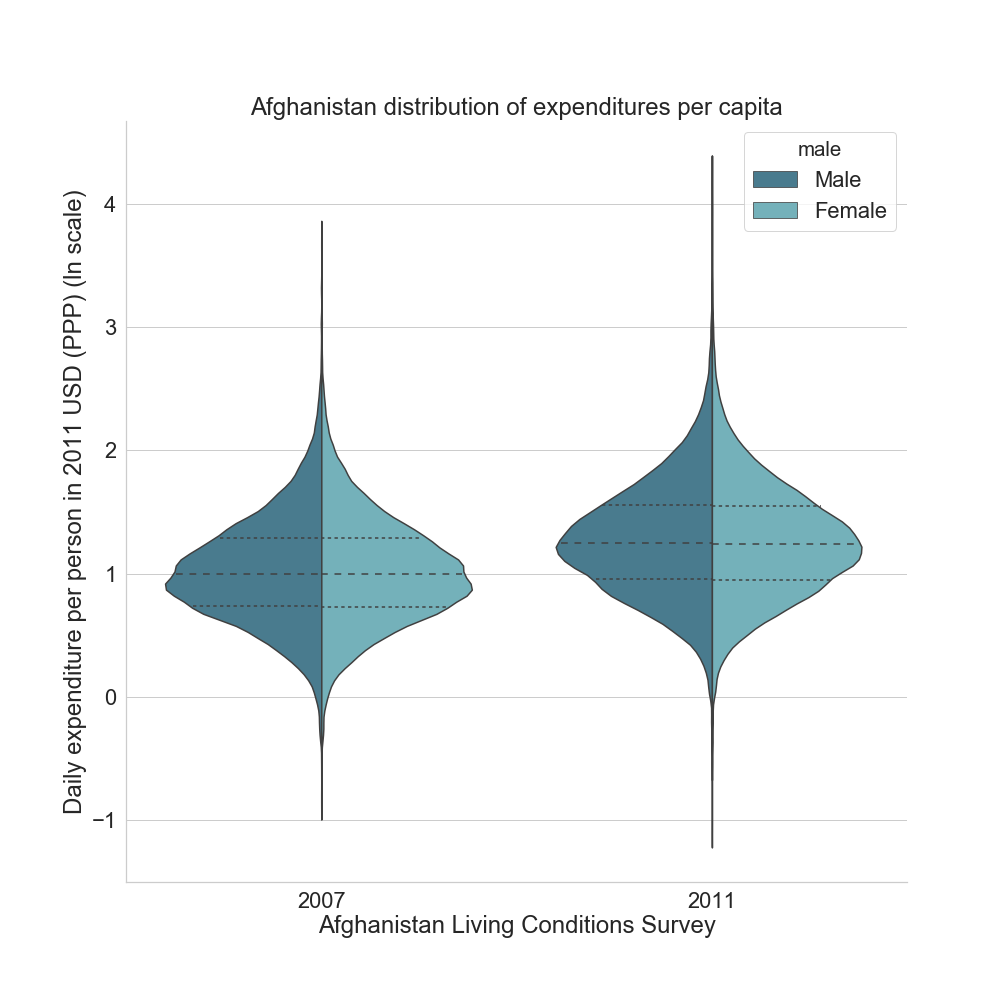 Afghanistan distribution of expenditures per capita
male
Male
Female
Daily expenditure per person in 2011 USD (PPP) (ln scale)
4
3
2
1
0
−1
2007
2011
Afghanistan Living Conditions Survey